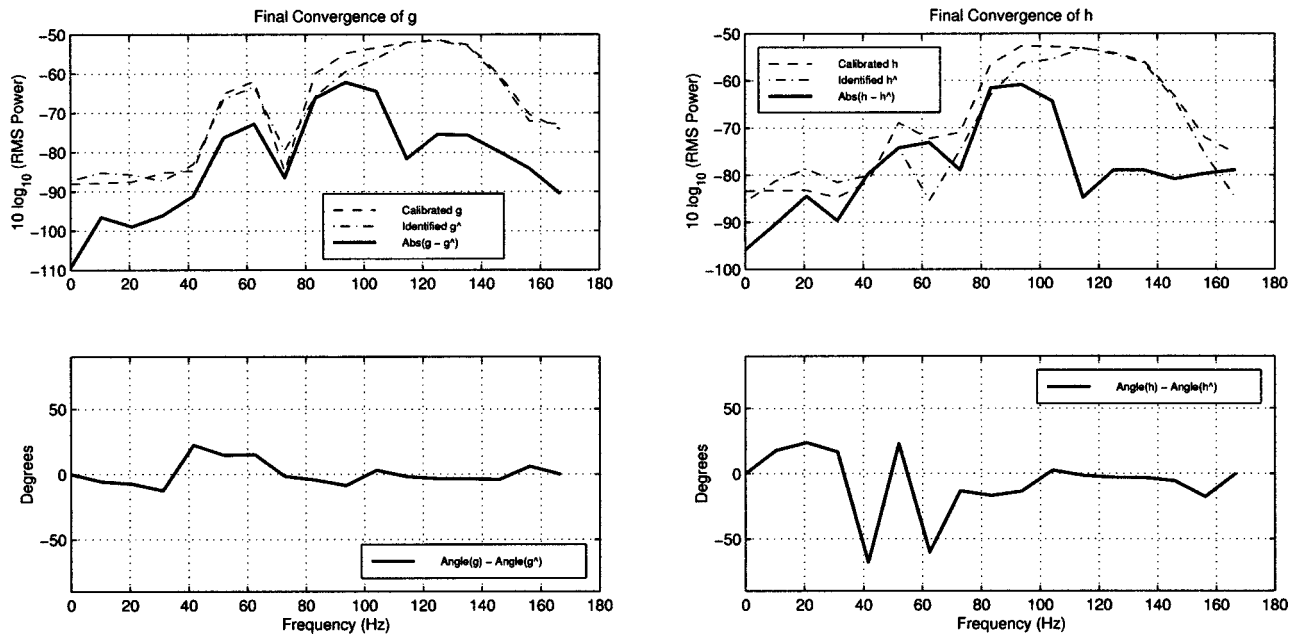 Final Convergence of g
−50
−60
−70
−80
−90
−100
−110
10 log10 (RMS Power)
Calibrated g
Identified g^
Abs(g − g^)
0 20 40 60 80 100 120 140 160 180
Final Convergence of h
−50
−60
−70
−80
−90
−100
10 log10 (RMS Power)
Calibrated h
Identified h^
Abs(h − h^)
0 20 40 60 80 100 120 140 160 180
50
0
−50
Degrees
Angle(g) − Angle(g^)
0 20 40 60 80 100 120 140 160 180
Frequency (Hz)
50
0
−50
Degrees
Angle(h) − Angle(h^)
0 20 40 60 80 100 120 140 160 180
Frequency (Hz)